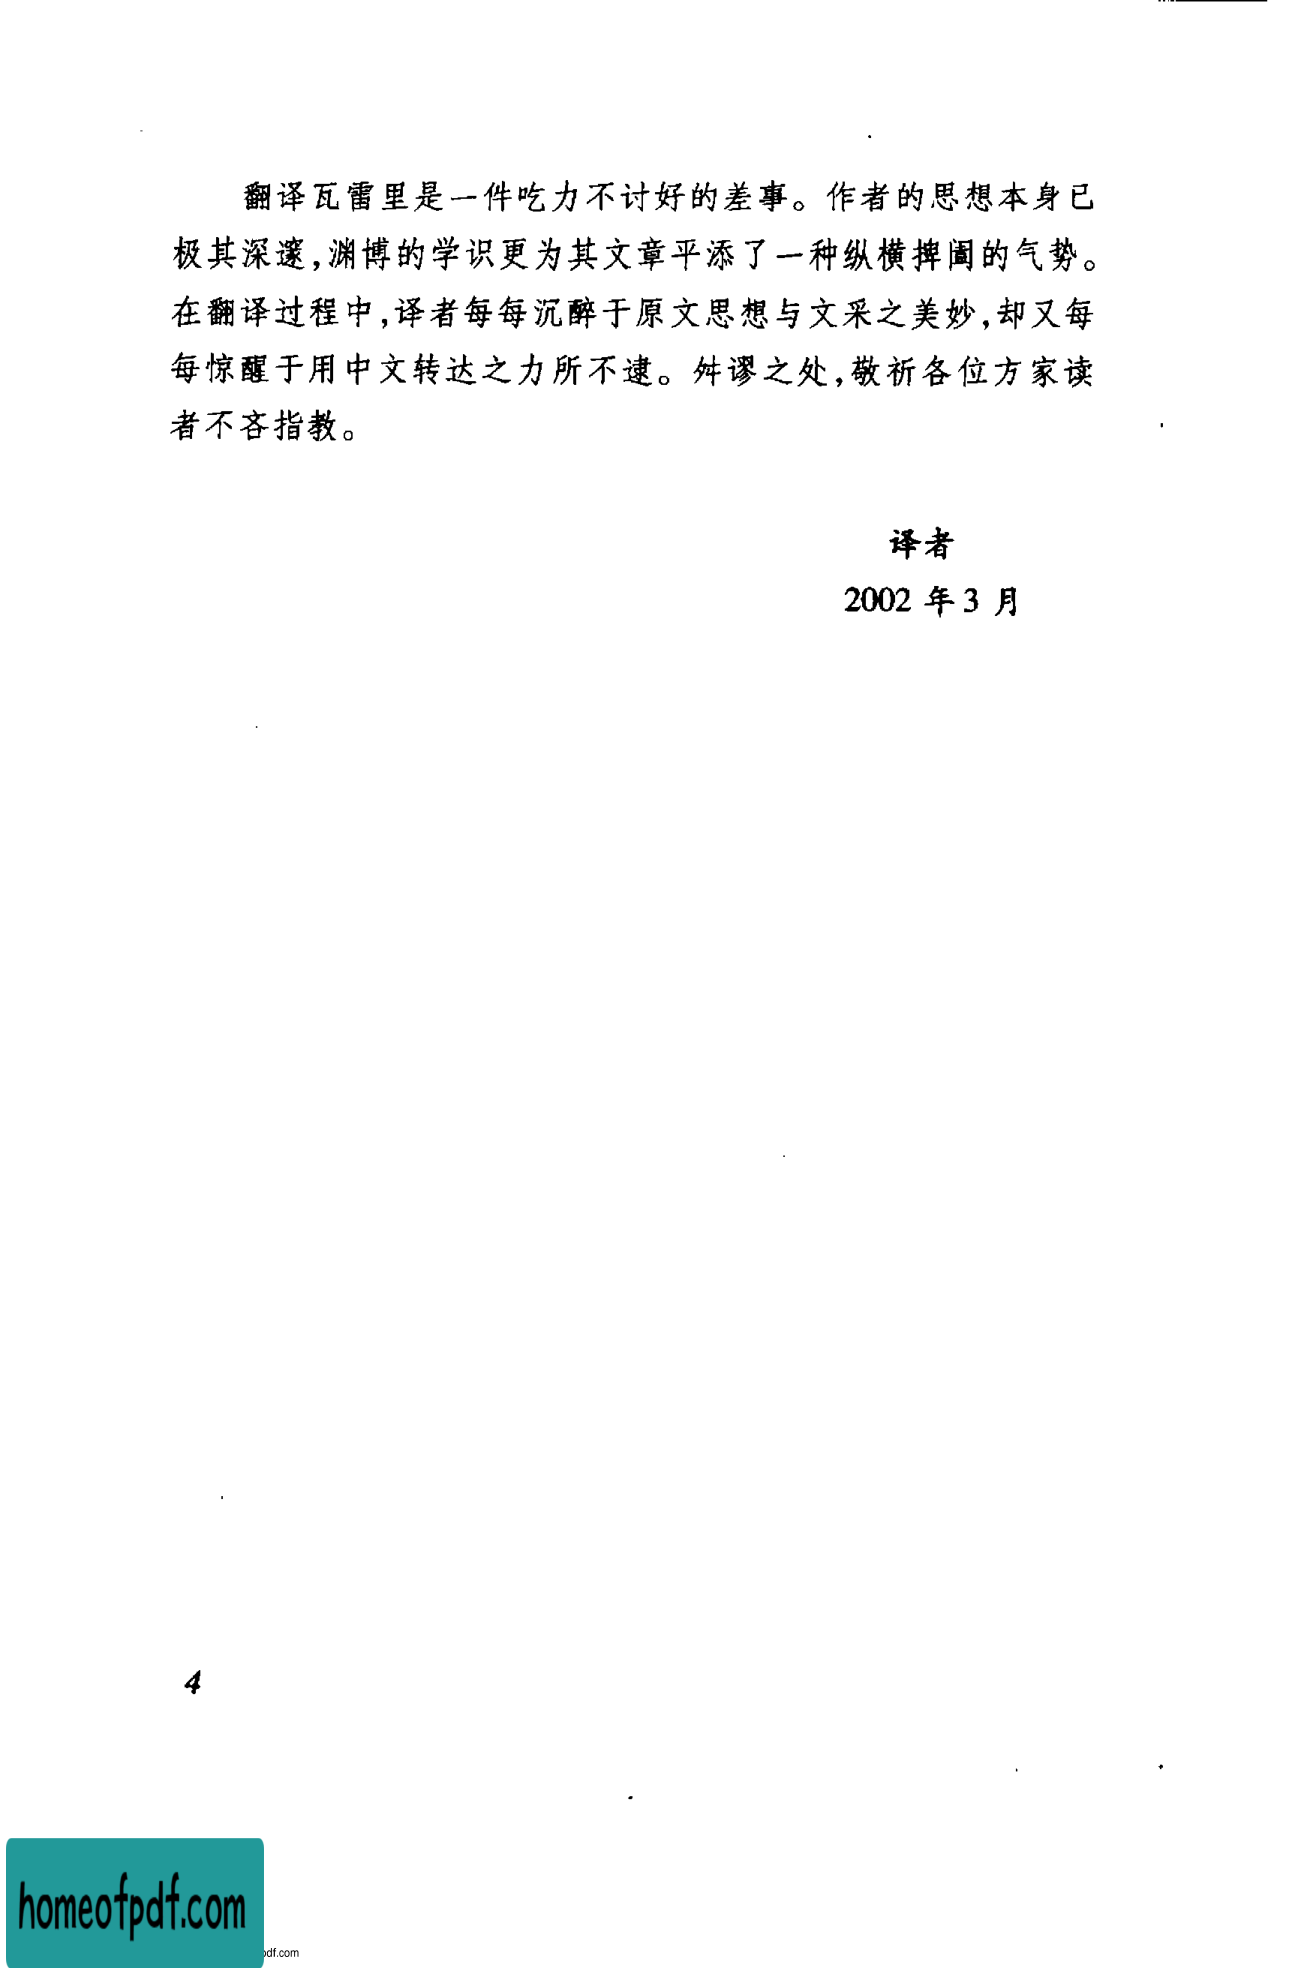 翻译瓦雷里是一件吃力不讨好的差事。作者的思想本身已
极其深邃,渊博的学识更为其文章平添了一种纵横捭阖的气势。
在翻译过程中,译者每每沉醉于原文思想与文采之美妙,却又每
每惊醒于用中文转达之力所不逮。舛谬之处,敬祈各位方家读
者不吝指教。
译者
2002 年 3 月
4
homeofpdf.com
pdf.com